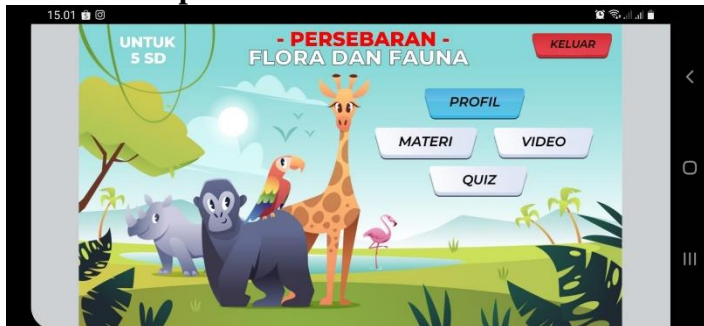 15.01
UNTUK
5 SD
- PERSEBARAN -
FLORA DAN FAUNA
KELUAR
PROFIL
MATERI
VIDEO
QUIZ